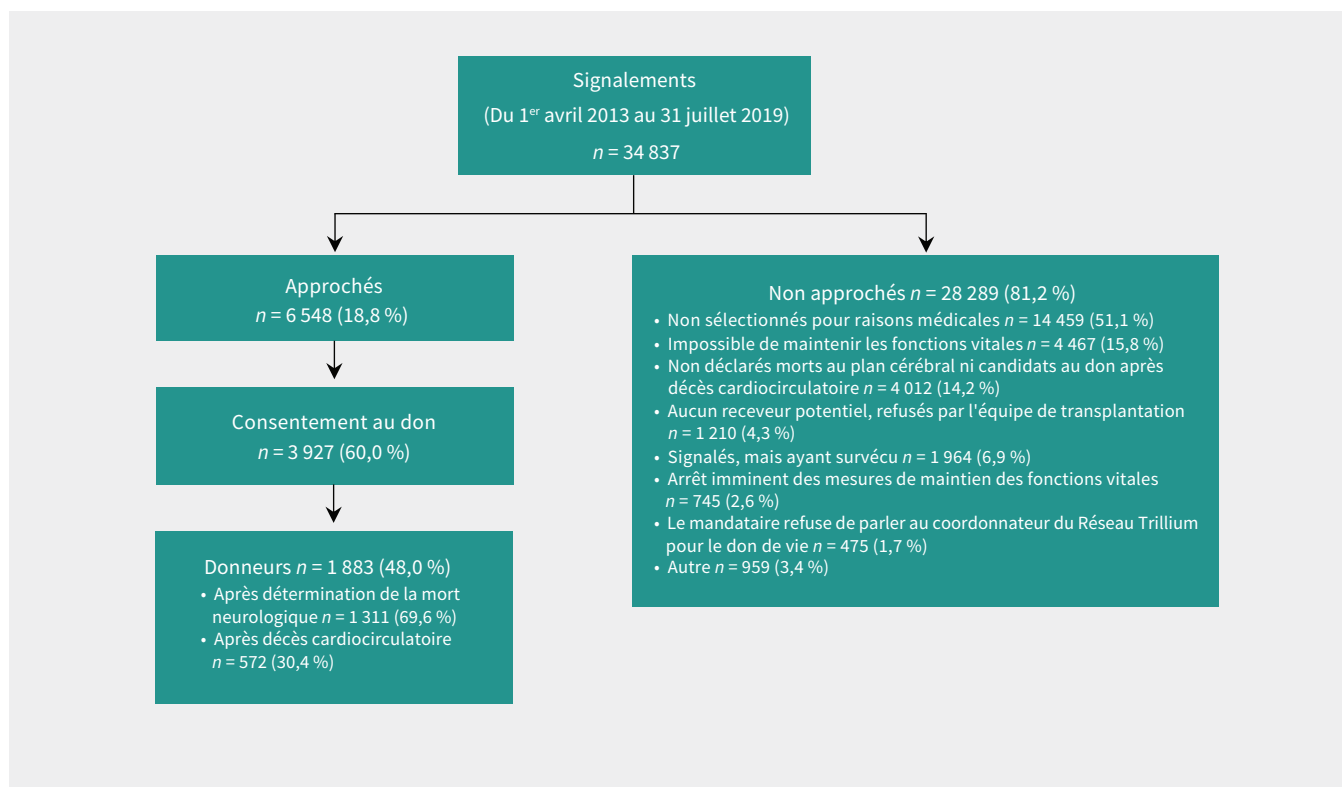 Signalements
(Du 1er avril 2013 au 31 juillet 2019)
n = 34 837
Approchés
n = 6 548 (18,8 %)
Consentement au don
n = 3 927 (60,0 %)
Donneurs n = 1 883 (48,0 %)
• Après détermination de la mort
neurologique n = 1 311 (69,6 %)
• Après décès cardiocirculatoire
n = 572 (30,4 %)
Non approchés n = 28 289 (81,2 %)
• Non sélectionnés pour raisons médicales n = 14 459 (51,1 %)
• Impossible de maintenir les fonctions vitales n = 4 467 (15,8 %)
• Non déclarés morts au plan cérébral ni candidats au don après
décès cardiocirculatoire n = 4 012 (14,2 %)
• Aucun receveur potentiel, refusés par l'équipe de transplantation
n = 1 210 (4,3 %)
• Signalés, mais ayant survécu n = 1 964 (6,9 %)
• Arrêt imminent des mesures de maintien des fonctions vitales
n = 745 (2,6 %)
• Le mandataire refuse de parler au coordonnateur du Réseau Trillium
pour le don de vie n = 475 (1,7 %)
• Autre n = 959 (3,4 %)